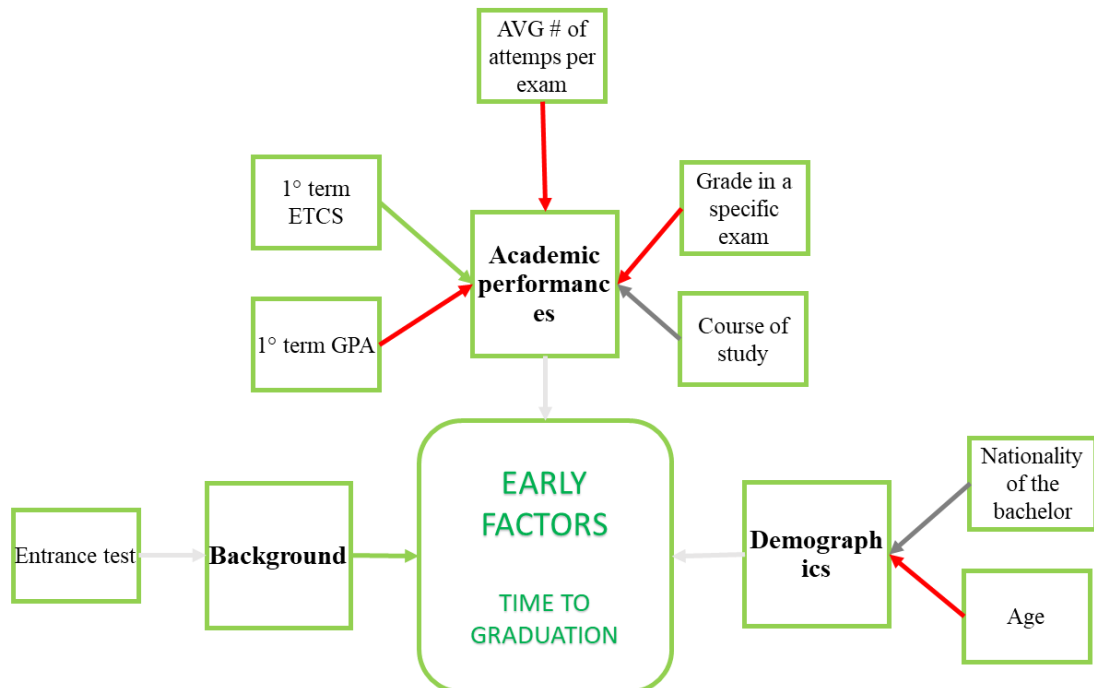 AVG # of
attemps per
exam
1° term
ETCS
Grade in a
specific
exam
Academic
performanc
es
1° term GPA
Course of
study
EARLY
FACTORS
TIME TO
GRADUATION
Nationality
of the
bachelor
Entrance test
Background
Demograph
ics
Age